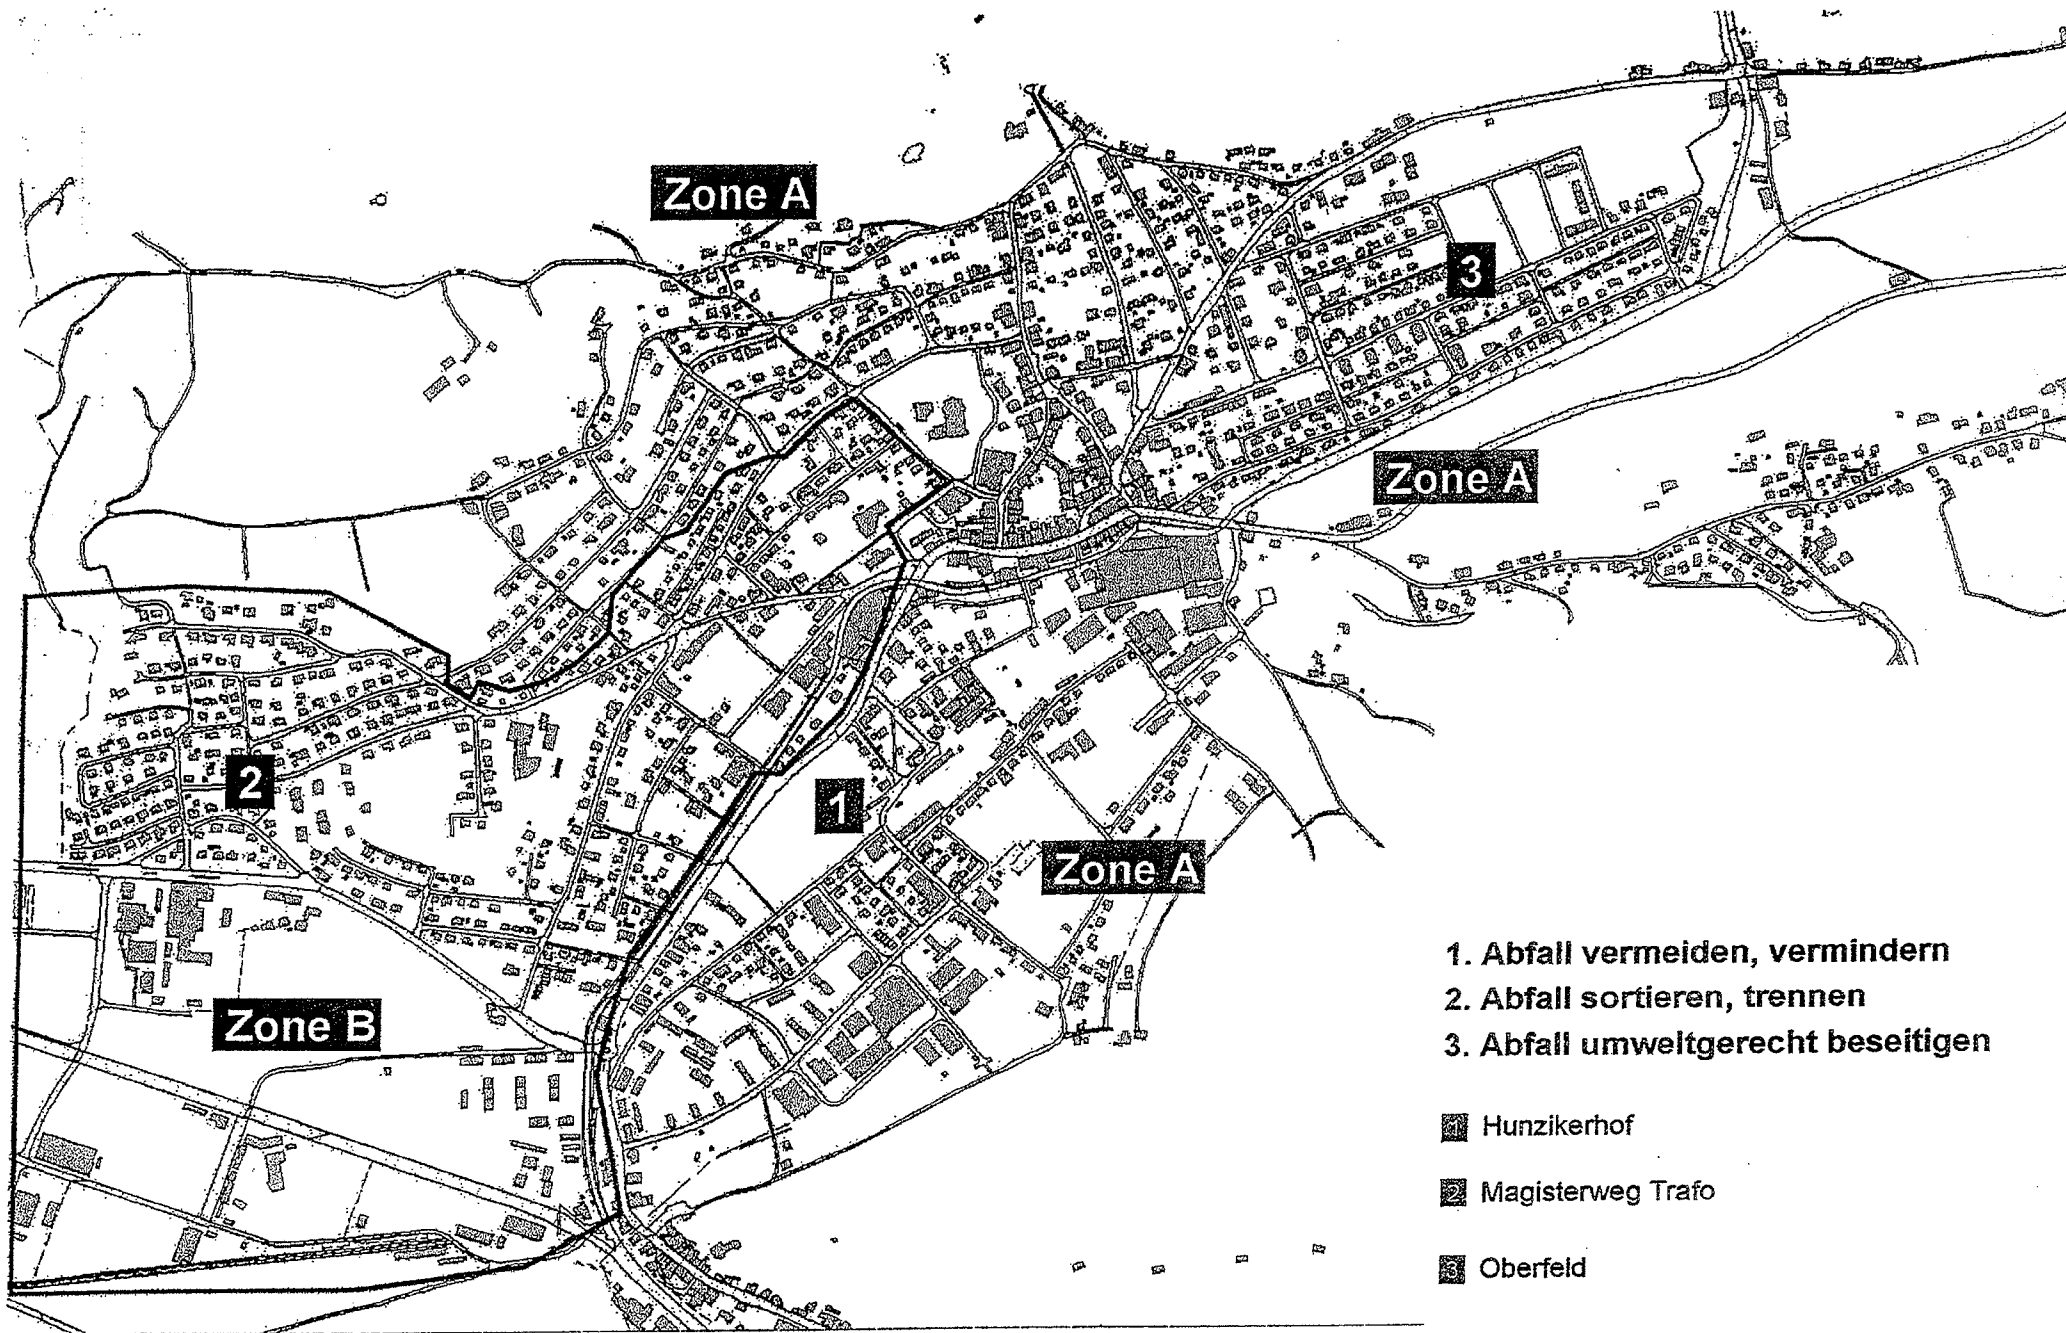 Zone A
3
Zone A
2
1
Zone A
Zone B
1. Abfall vermeiden, vermindern
2. Abfall sortieren, trennen
3. Abfall umweltgerecht beseitigen
1 Hunzikerhof
2 Magisterweg Trafo
3 Oberfeld